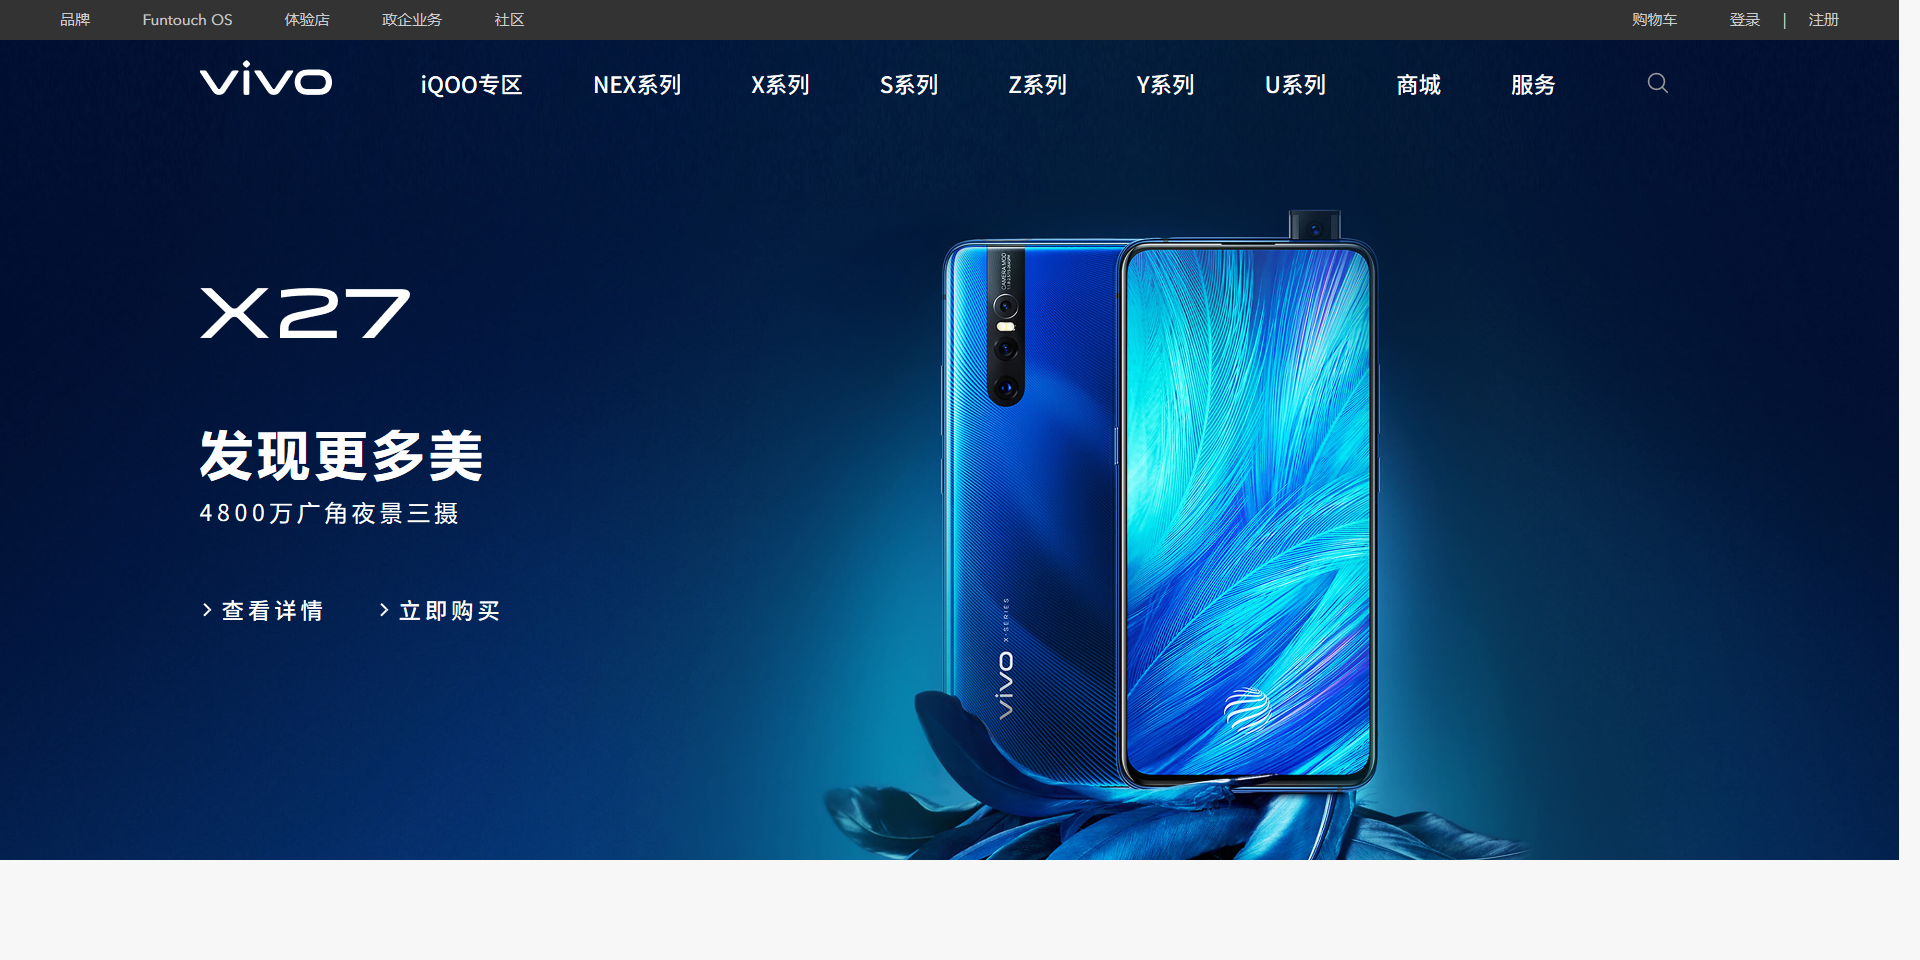 品牌 Funtouch OS 体验店 政企业务 社区 购物车 登录 | 注册
vivo iQOO专区 NEX系列 X系列 S系列 Z系列 Y系列 U系列 商城 服务
X27
发现更多美
4800万广角夜景三摄
查看详情 立即购买
vivo X-SERIES